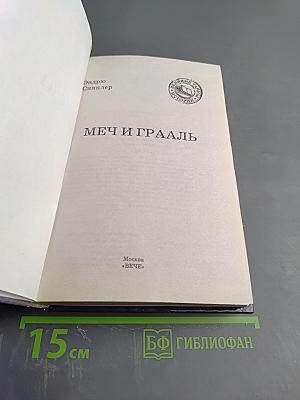 Эндрю
Синклер
МЕЧ И ГРААЛЬ
Москва
«ВЕЧЕ»
15 см
БФ ГИБЛИОФАН